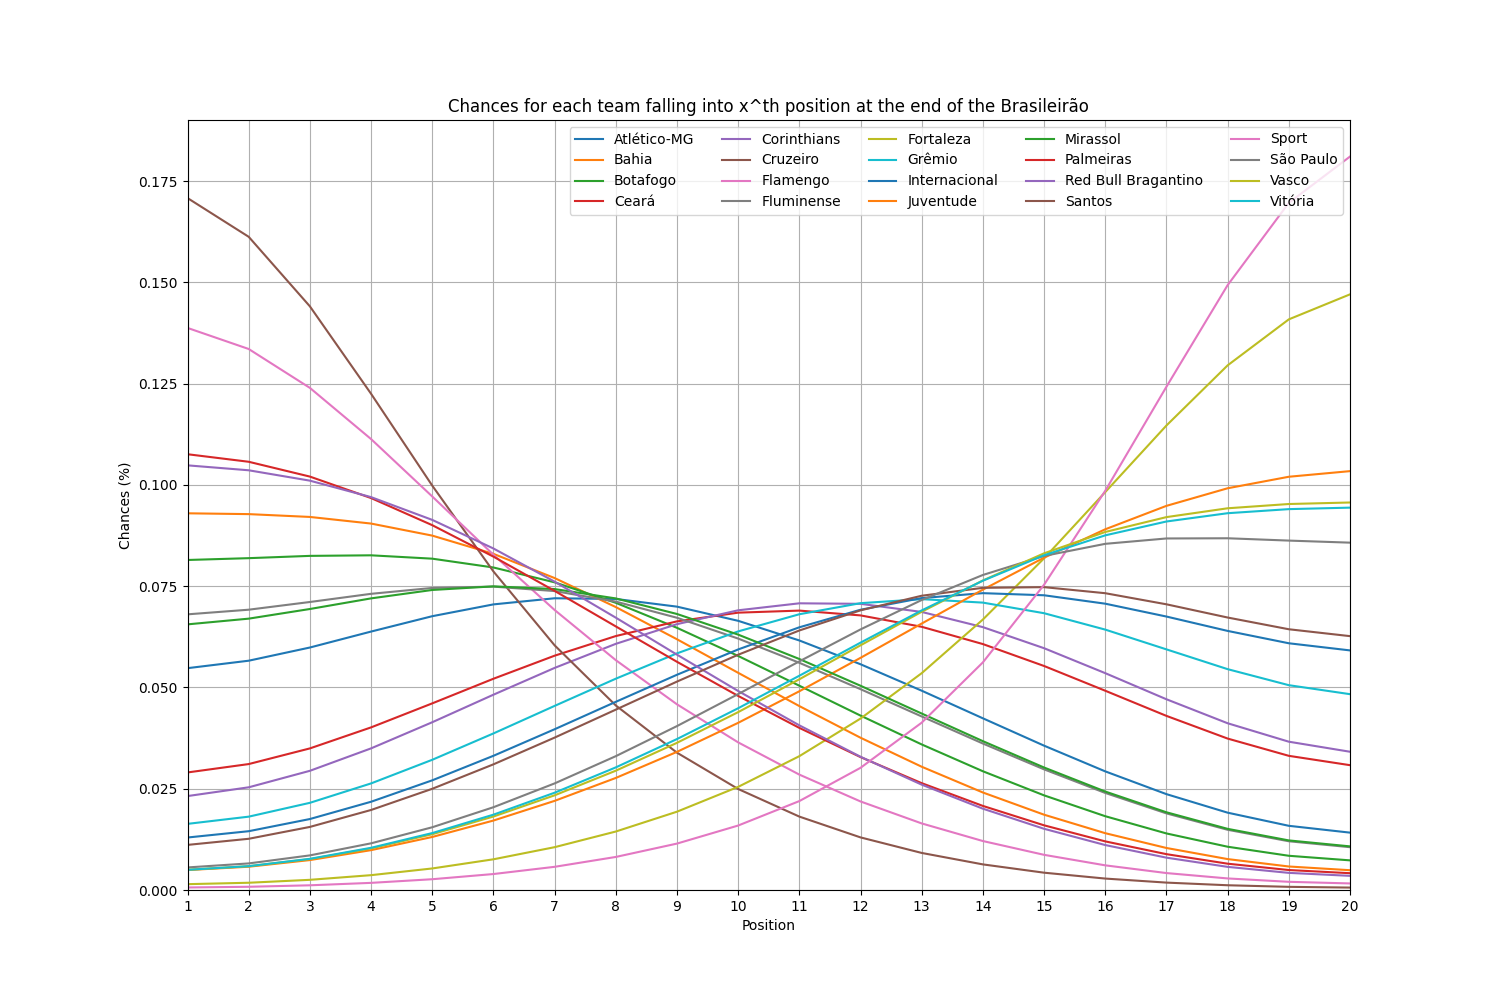 Chances for each team falling into x^th position at the end of the Brasileirão
Atlético-MG
Bahia
Botafogo
Ceará
Corinthians
Cruzeiro
Flamengo
Fluminense
Fortaleza
Grêmio
Internacional
Juventude
Mirassol
Palmeiras
Red Bull Bragantino
Santos
Sport
São Paulo
Vasco
Vitória
Chances (%)
0.175
0.150
0.125
0.100
0.075
0.050
0.025
0.000
1 2 3 4 5 6 7 8 9 10 11 12 13 14 15 16 17 18 19 20
Position